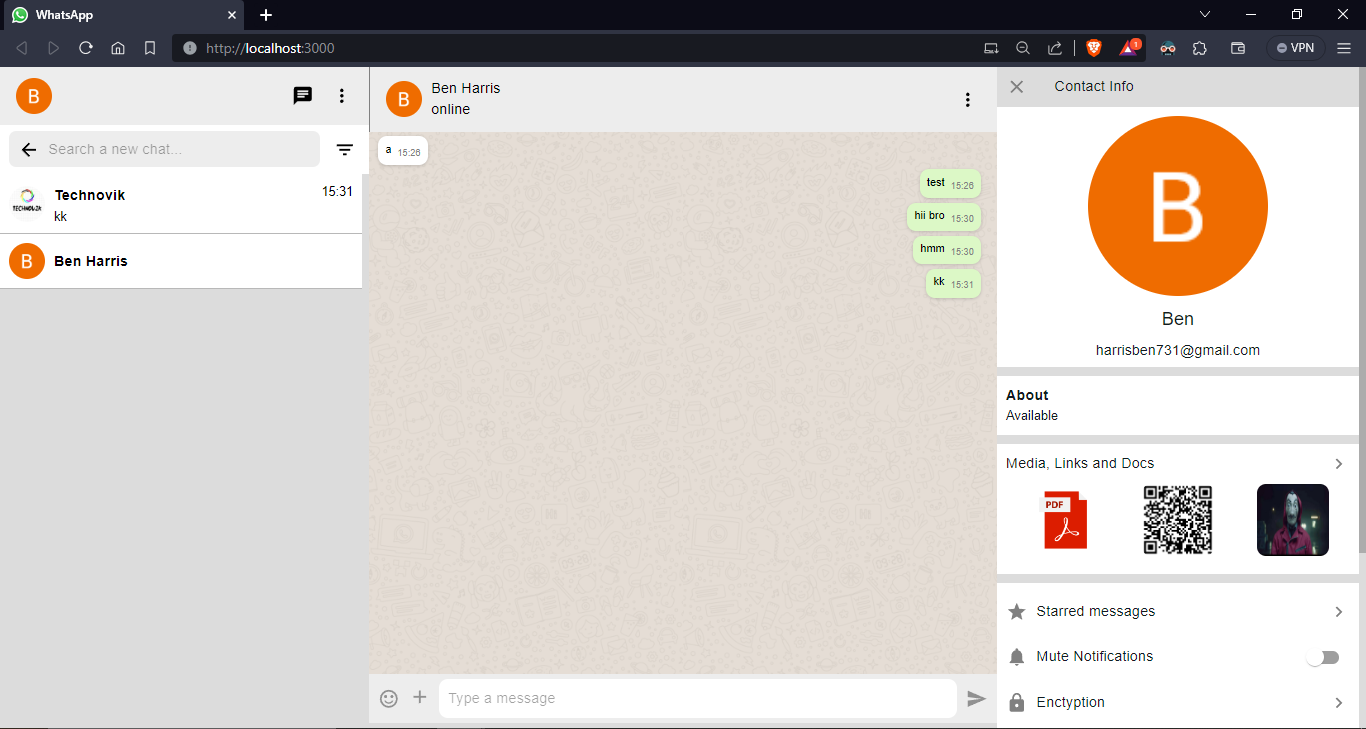 WhatsApp
http://localhost:3000
1
VPN
B
Search a new chat...
TECHNOVIK
Technovik
15:31
kk
B
Ben Harris
B
Ben Harris
online
a 15:26
test 15:26
hii bro 15:30
hmm 15:30
kk 15:31
Type a message
Contact Info
B
Ben
harrisben731@gmail.com
About
Available
Media, Links and Docs
PDF
Starred messages
Mute Notifications
Enctyption